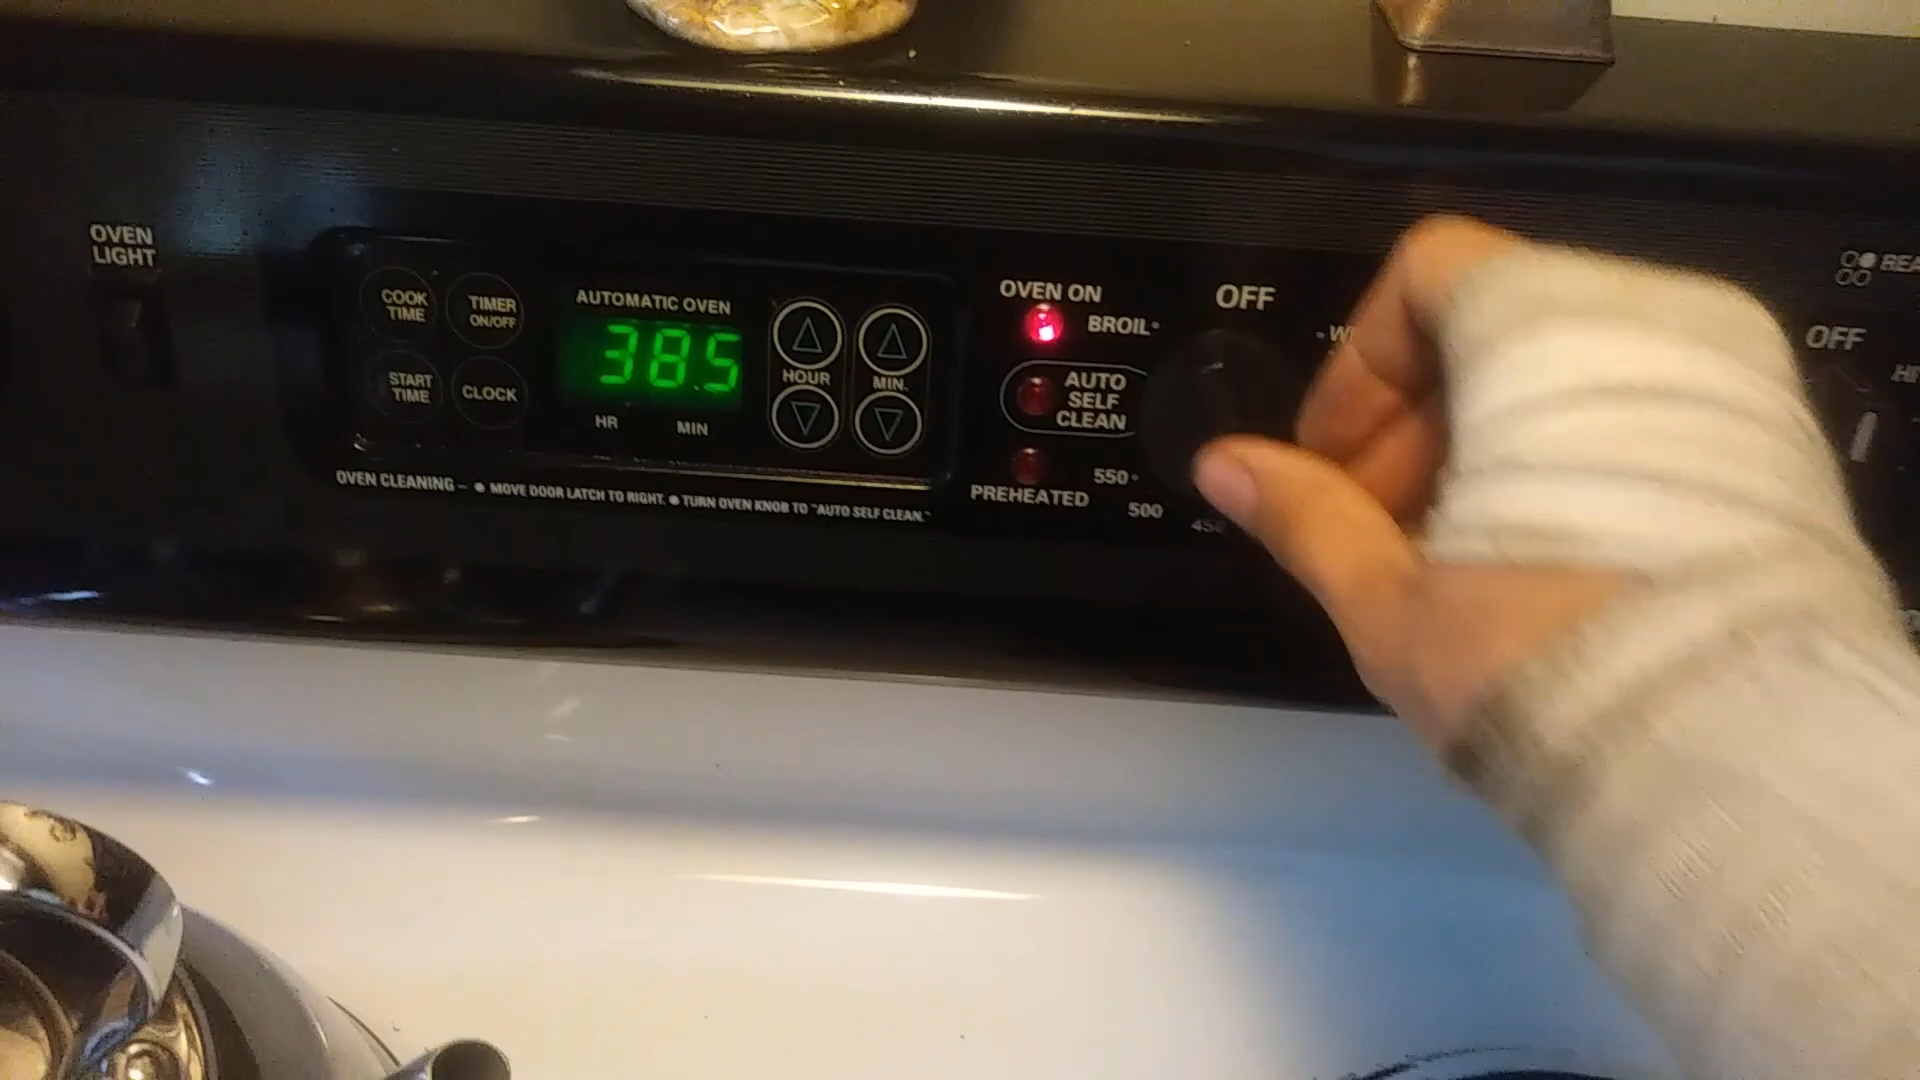 OVEN
LIGHT
COOK
TIME
TIMER
ON/OFF
START
TIME
CLOCK
AUTOMATIC OVEN
385
HR MIN
HOUR
MIN.
OVEN CLEANING – ● MOVE DOOR LATCH TO RIGHT. ● TURN OVEN KNOB TO "AUTO SELF CLEAN."
OVEN ON
BROIL
AUTO
SELF
CLEAN
PREHEATED
OFF
550
500
450
OFF